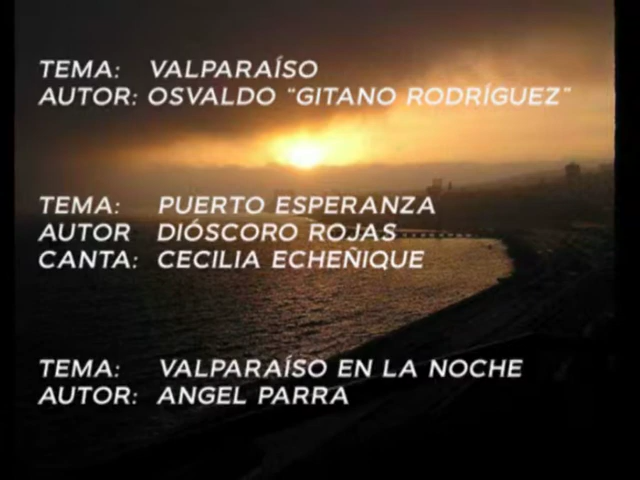 TEMA: VALPARAÍSO
AUTOR: OSVALDO "GITANO RODRÍGUEZ"
TEMA: PUERTO ESPERANZA
AUTOR DIÓSCORO ROJAS
CANTA: CECILIA ECHEÑIQUE
TEMA: VALPARAÍSO EN LA NOCHE
AUTOR: ANGEL PARRA